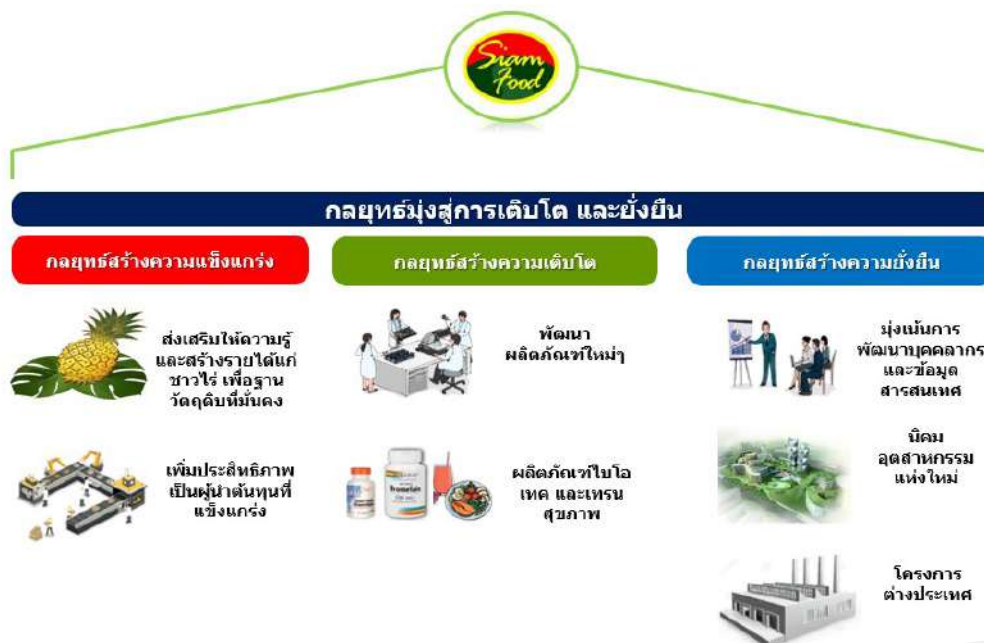 Siam
Food
กลยุทธ์มุ่งสู่การเติบโต และยั่งยืน
กลยุทธ์สร้างความแข็งแกร่ง
ส่งเสริมให้ความรู้
และสร้างรายได้แก่
ชาวไร่ เพื่อฐาน
วัตถุดิบที่มั่นคง
เพิ่มประสิทธิภาพ
เป็นผู้นำต้นทุนที่
แข็งแกร่ง
กลยุทธ์สร้างความเติบโต
พัฒนา
ผลิตภัณฑ์ใหม่ๆ
ผลิตภัณฑ์ไบโอ
เทค และเทรน
สุขภาพ
Bromelain
กลยุทธ์สร้างความยั่งยืน
มุ่งเน้นการ
พัฒนาบุคคลากร
และข้อมูล
สารสนเทศ
นิคม
อุตสาหกรรม
แห่งใหม่
โครงการ
ต่างประเทศ